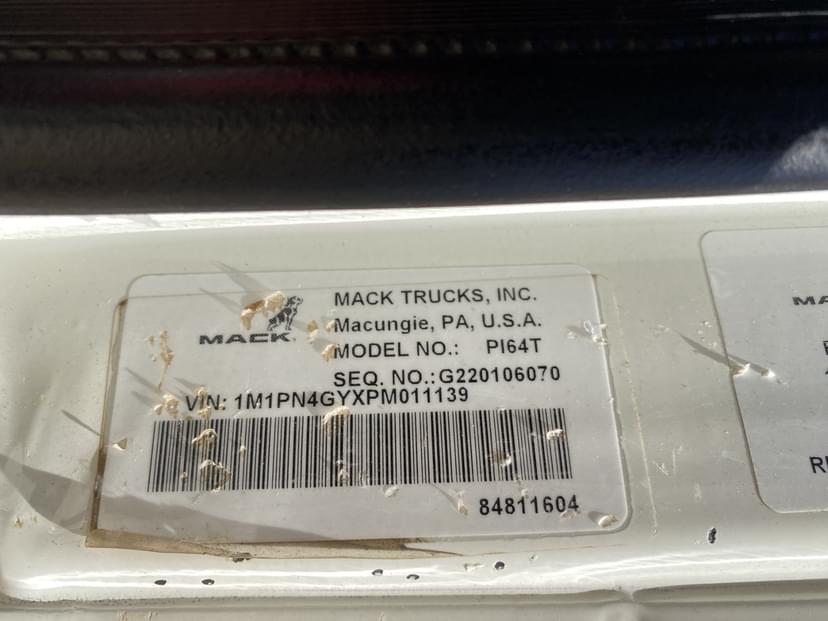 MACK TRUCKS, INC.
MACK
Macungie, PA, U.S.A.
MODEL NO.: PI64T
SEQ. NO.: G220106070
VIN: 1M1PN4GYXPM011139
84811604